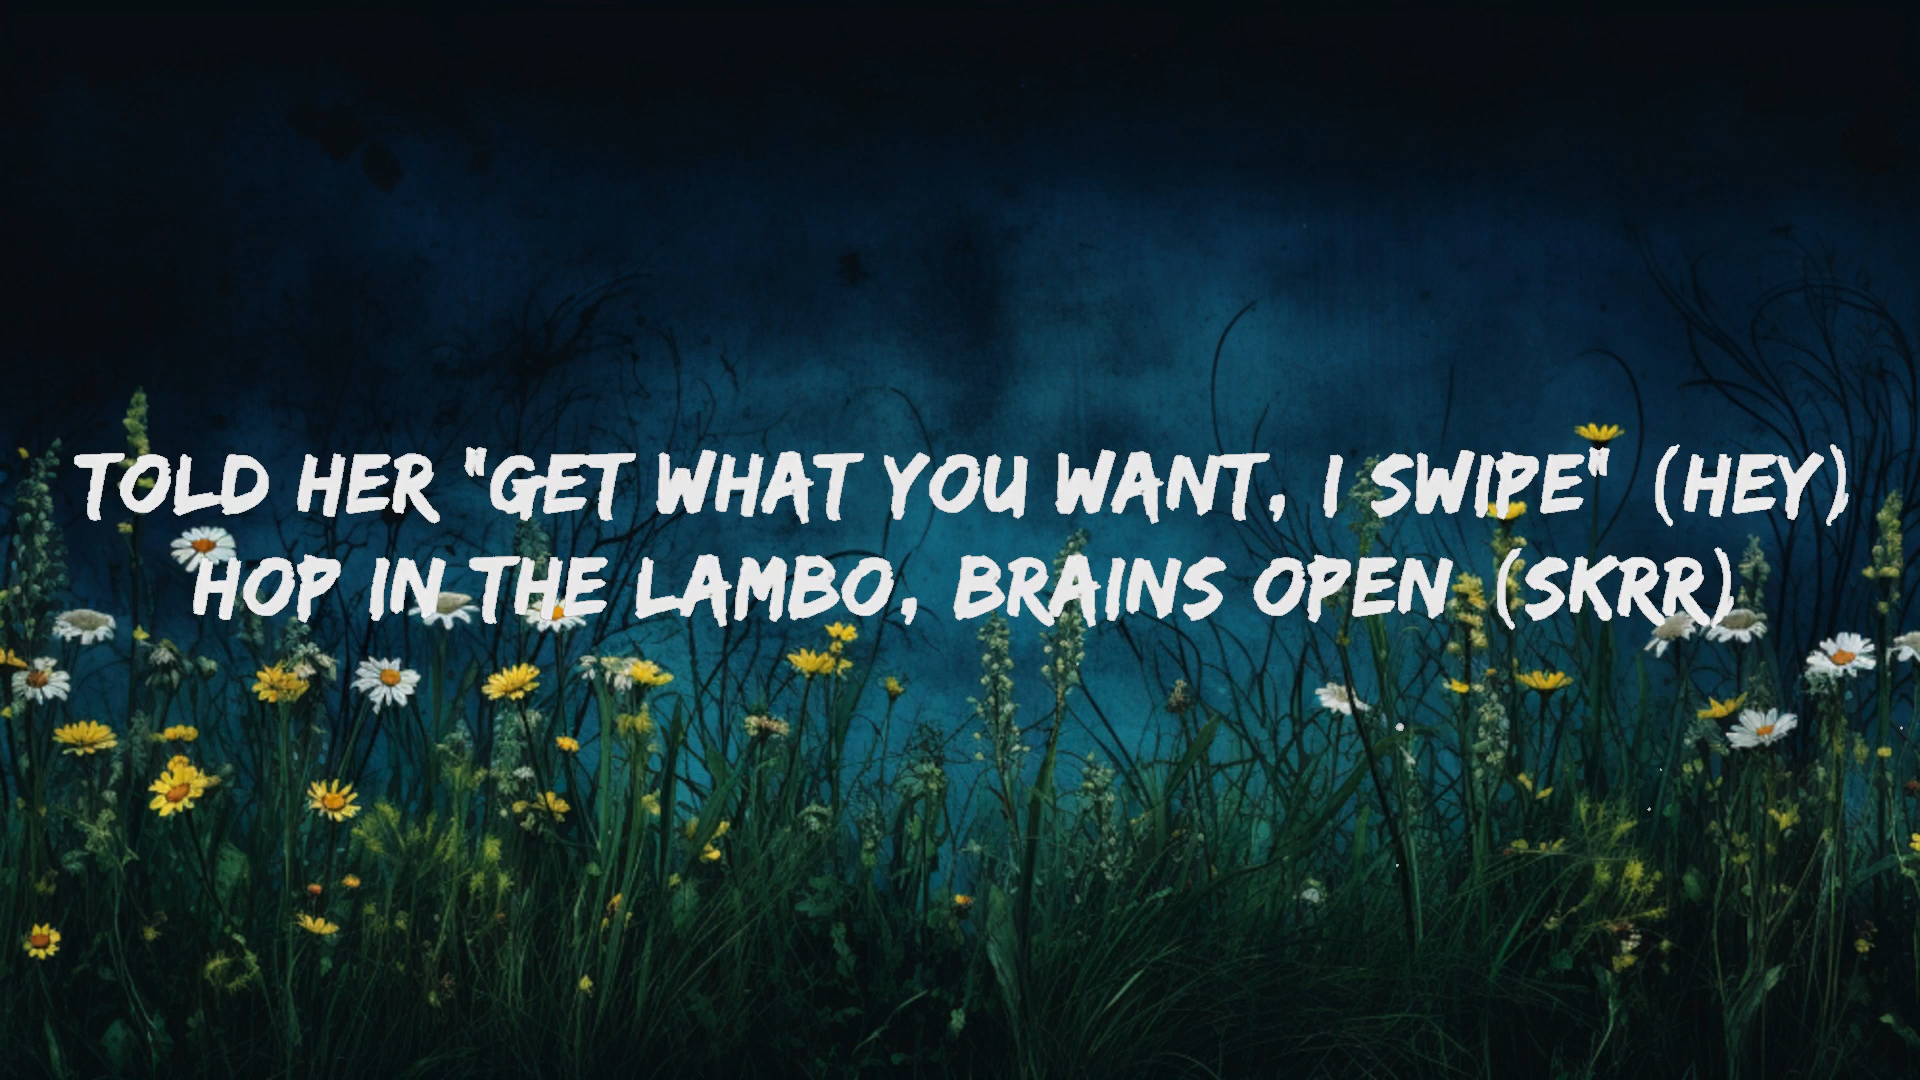 TOLD HER "GET WHAT YOU WANT, I SWIPE" (HEY)
HOP IN THE LAMBO, BRAINS OPEN (SKRR)